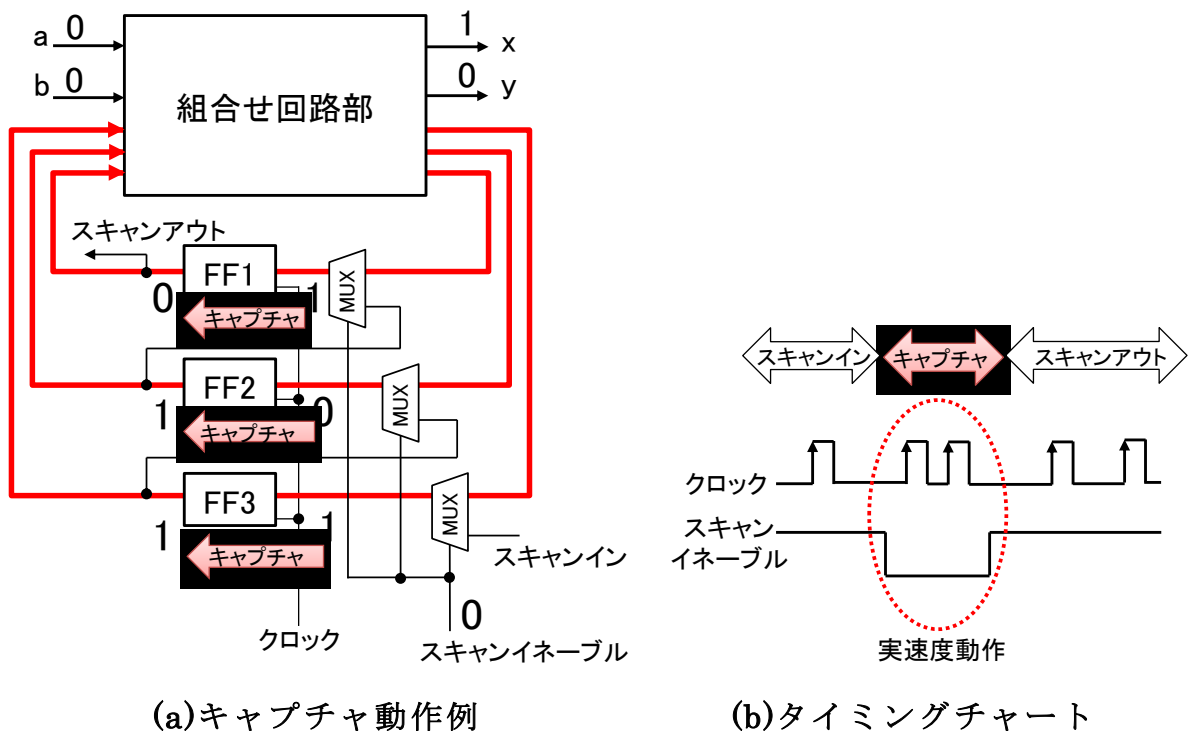 a 0
b 0
組合せ回路部
1 x
0 y
スキャンアウト
FF1
MUX
0 キャプチャ 1
FF2
MUX
1 キャプチャ 0
FF3
MUX
1 キャプチャ 1
スキャンイン
0
クロック
スキャンイネーブル
(a)キャプチャ動作例
スキャンイン キャプチャ スキャンアウト
クロック
スキャン
イネーブル
実速度動作
(b)タイミングチャート